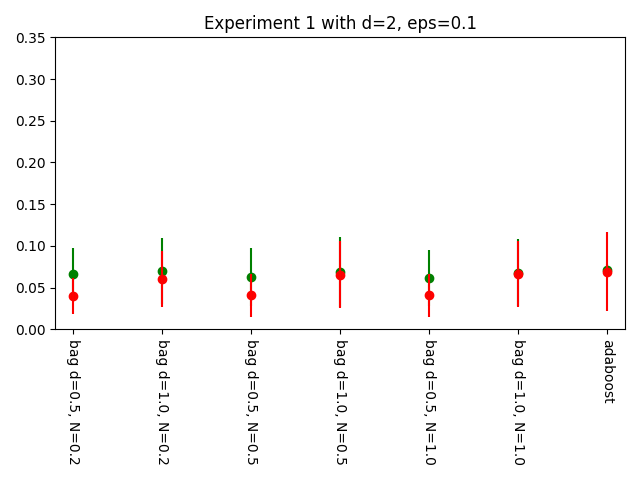 Experiment 1 with d=2, eps=0.1
0.35
0.30
0.25
0.20
0.15
0.10
0.05
0.00
bag d=0.5, N=0.2
bag d=1.0, N=0.2
bag d=0.5, N=0.5
bag d=1.0, N=0.5
bag d=0.5, N=1.0
bag d=1.0, N=1.0
adaboost